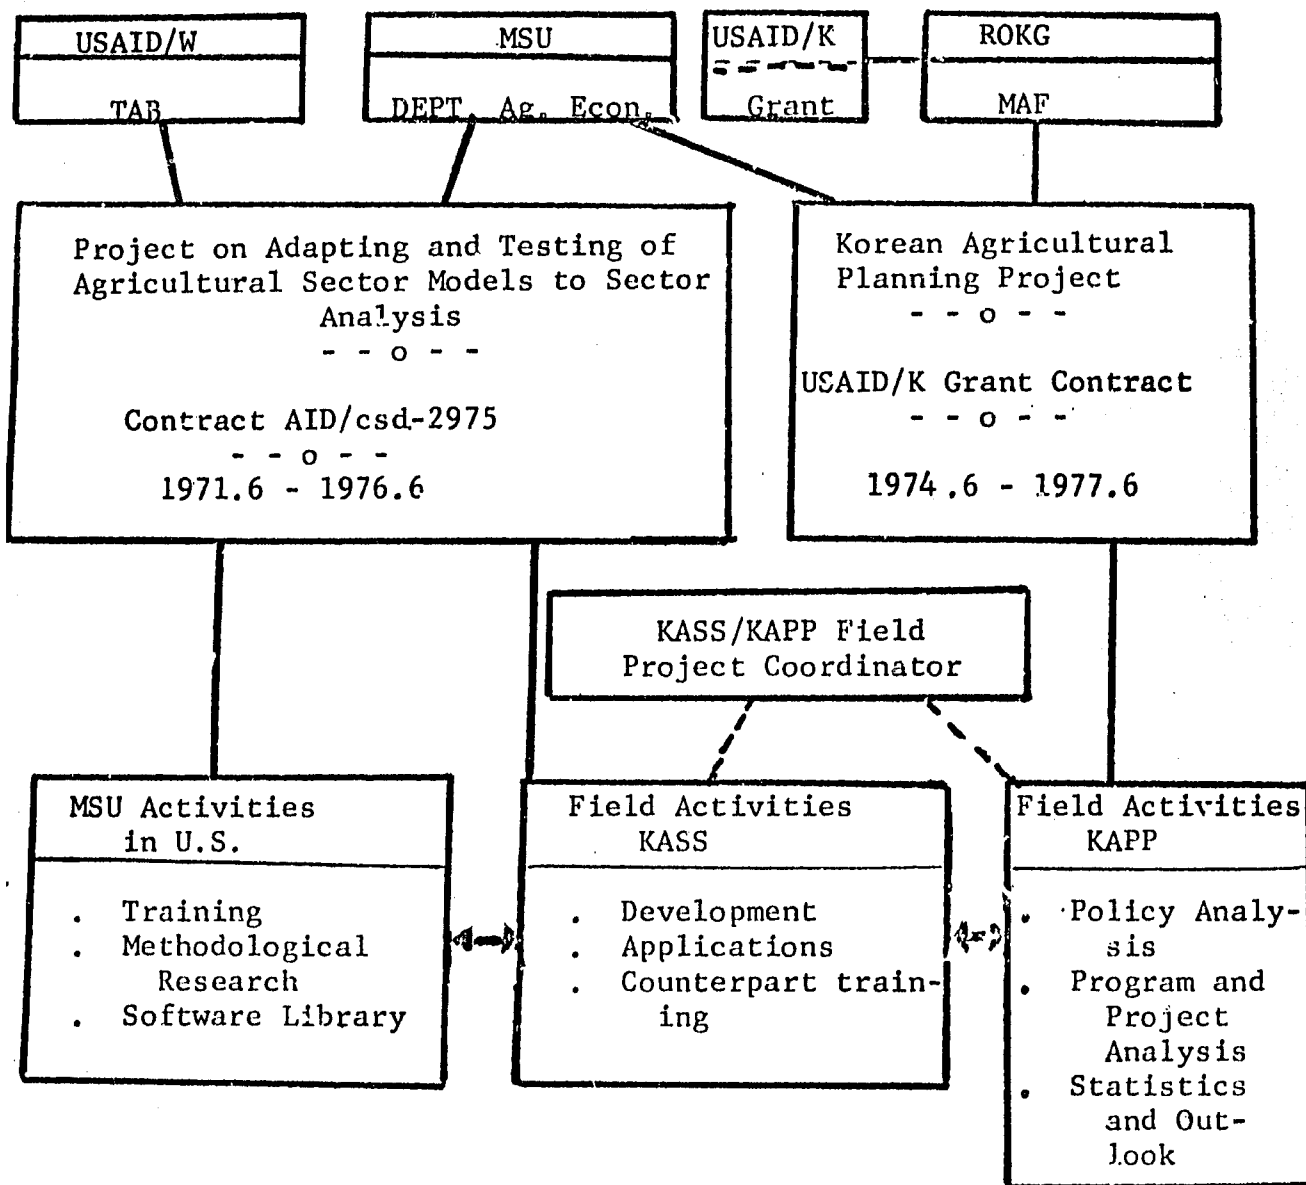 USAID/W
TAB
MSU
DEPT Ag. Econ.
USAID/K
Grant
ROKG
MAF
Project on Adapting and Testing of
Agricultural Sector Models to Sector
Analysis
- - o - -
Contract AID/csd-2975
- - o - -
1971.6 - 1976.6
Korean Agricultural
Planning Project
- - o - -
USAID/K Grant Contract
- - o - -
1974.6 - 1977.6
KASS/KAPP Field
Project Coordinator
MSU Activities
in U.S.
. Training
. Methodological
Research
. Software Library
Field Activities
KASS
. Development
. Applications
. Counterpart train-
ing
Field Activities
KAPP
. Policy Analy-
sis
. Program and
Project
Analysis
. Statistics
and Out-
look